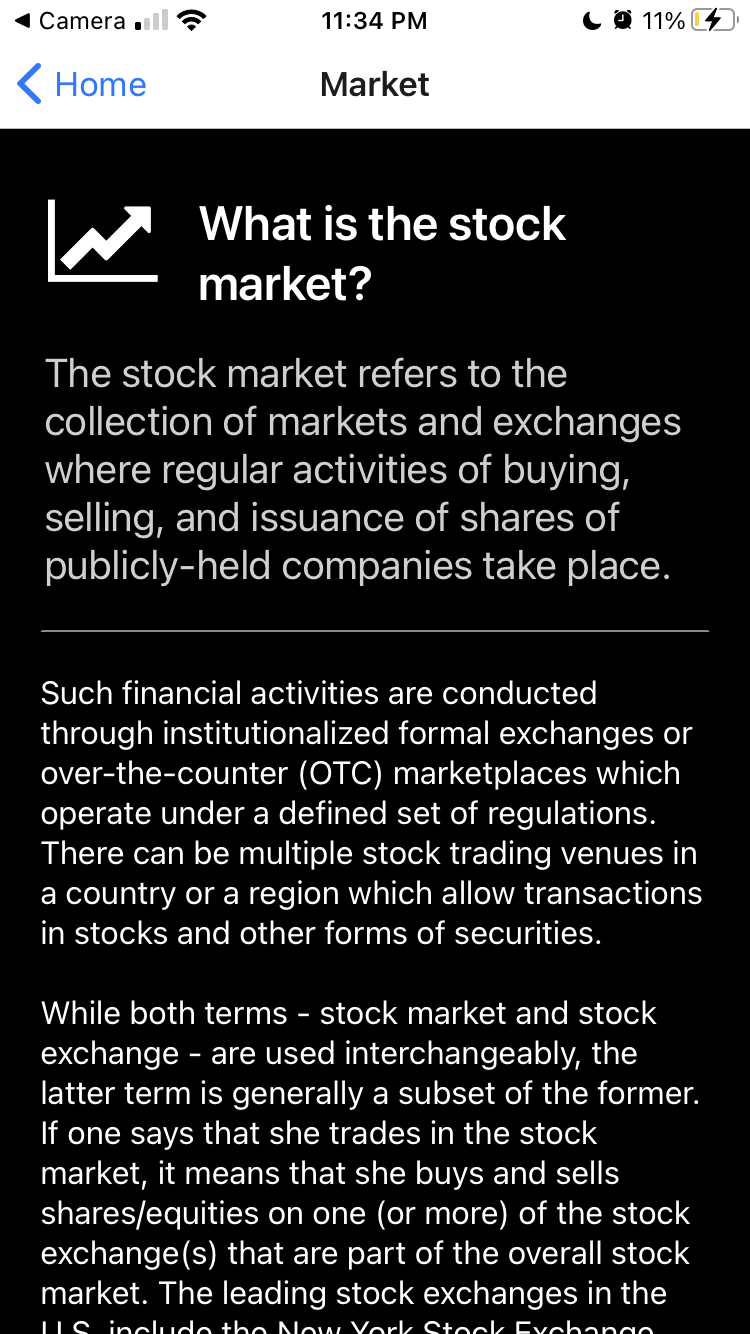 ◀ Camera 11:34 PM 11%
Home Market
What is the stock
market?
The stock market refers to the
collection of markets and exchanges
where regular activities of buying,
selling, and issuance of shares of
publicly-held companies take place.
Such financial activities are conducted
through institutionalized formal exchanges or
over-the-counter (OTC) marketplaces which
operate under a defined set of regulations.
There can be multiple stock trading venues in
a country or a region which allow transactions
in stocks and other forms of securities.
While both terms - stock market and stock
exchange - are used interchangeably, the
latter term is generally a subset of the former.
If one says that she trades in the stock
market, it means that she buys and sells
shares/equities on one (or more) of the stock
exchange(s) that are part of the overall stock
market. The leading stock exchanges in the
U.S. include the New York Stock Exchange